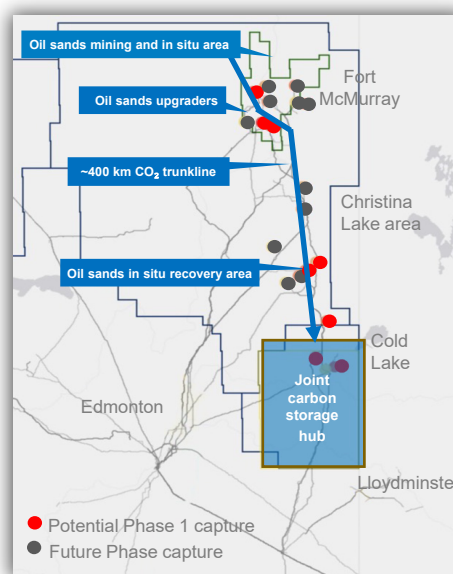 Oil sands mining and in situ area
Fort
McMurray
Oil sands upgraders
~400 km CO₂ trunkline
Christina
Lake area
Oil sands in situ recovery area
Cold
Lake
Joint
carbon
storage
hub
Edmonton
Lloydminster
Potential Phase 1 capture
Future Phase capture